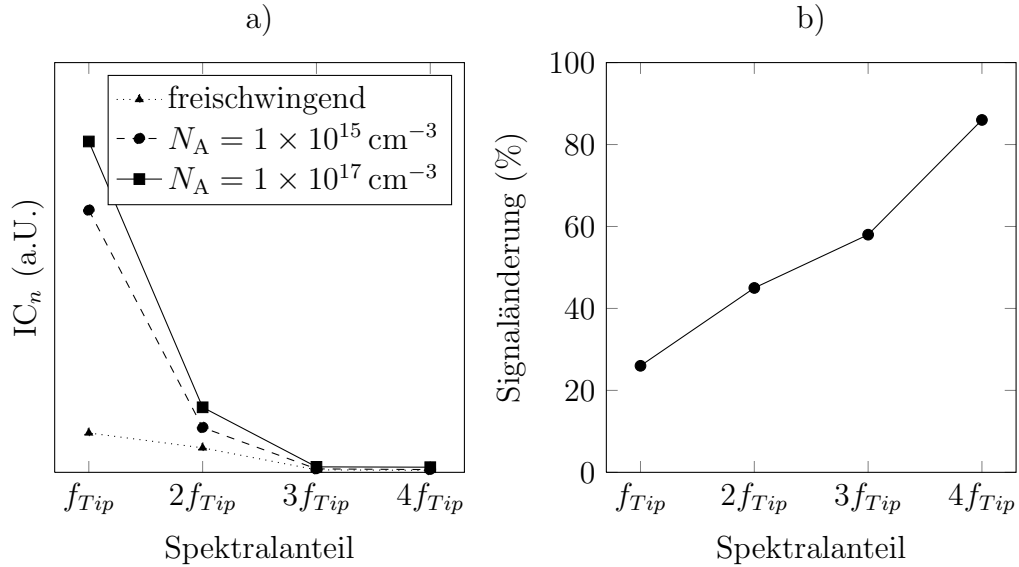 a)
freischwingend
N_A = 1 × 10^15 cm^−3
N_A = 1 × 10^17 cm^−3
IC_n (a.U.)
f_Tip 2f_Tip 3f_Tip 4f_Tip
Spektralanteil
b)
100
80
60
40
20
0
Signaländerung (%)
f_Tip 2f_Tip 3f_Tip 4f_Tip
Spektralanteil